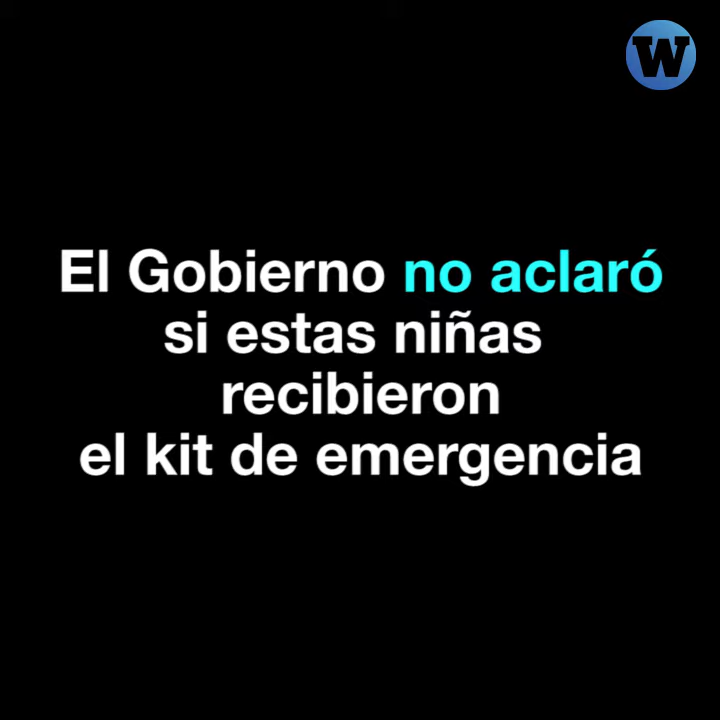 W
El Gobierno no aclaró
si estas niñas
recibieron
el kit de emergencia